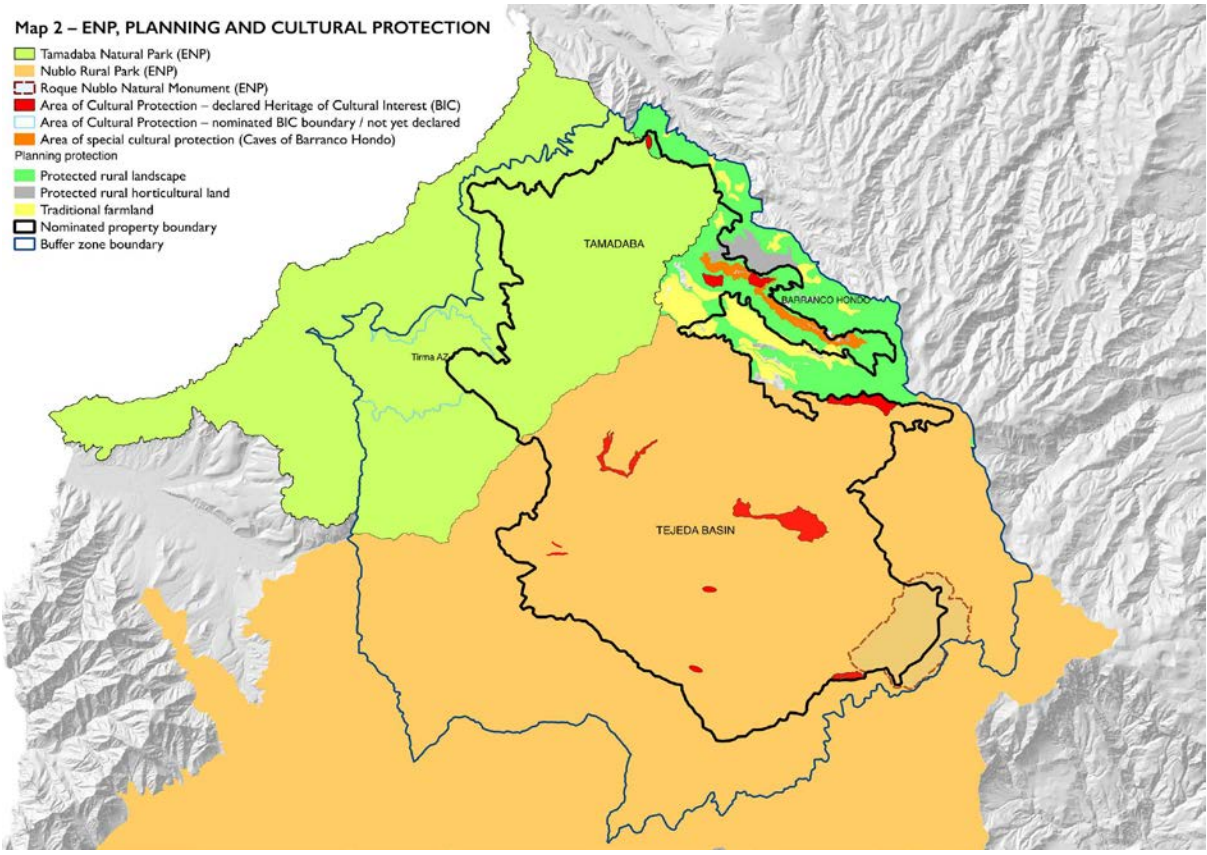 Map 2 – ENP, PLANNING AND CULTURAL PROTECTION
Tamadaba Natural Park (ENP)
Nublo Rural Park (ENP)
Roque Nublo Natural Monument (ENP)
Area of Cultural Protection – declared Heritage of Cultural Interest (BIC)
Area of Cultural Protection – nominated BIC boundary / not yet declared
Area of special cultural protection (Caves of Barranco Hondo)
Planning protection
Protected rural landscape
Protected rural horticultural land
Traditional farmland
Nominated property boundary
Buffer zone boundary
TAMADABA
BARRANCO HONDO
Tirma AZ
TEJEDA BASIN